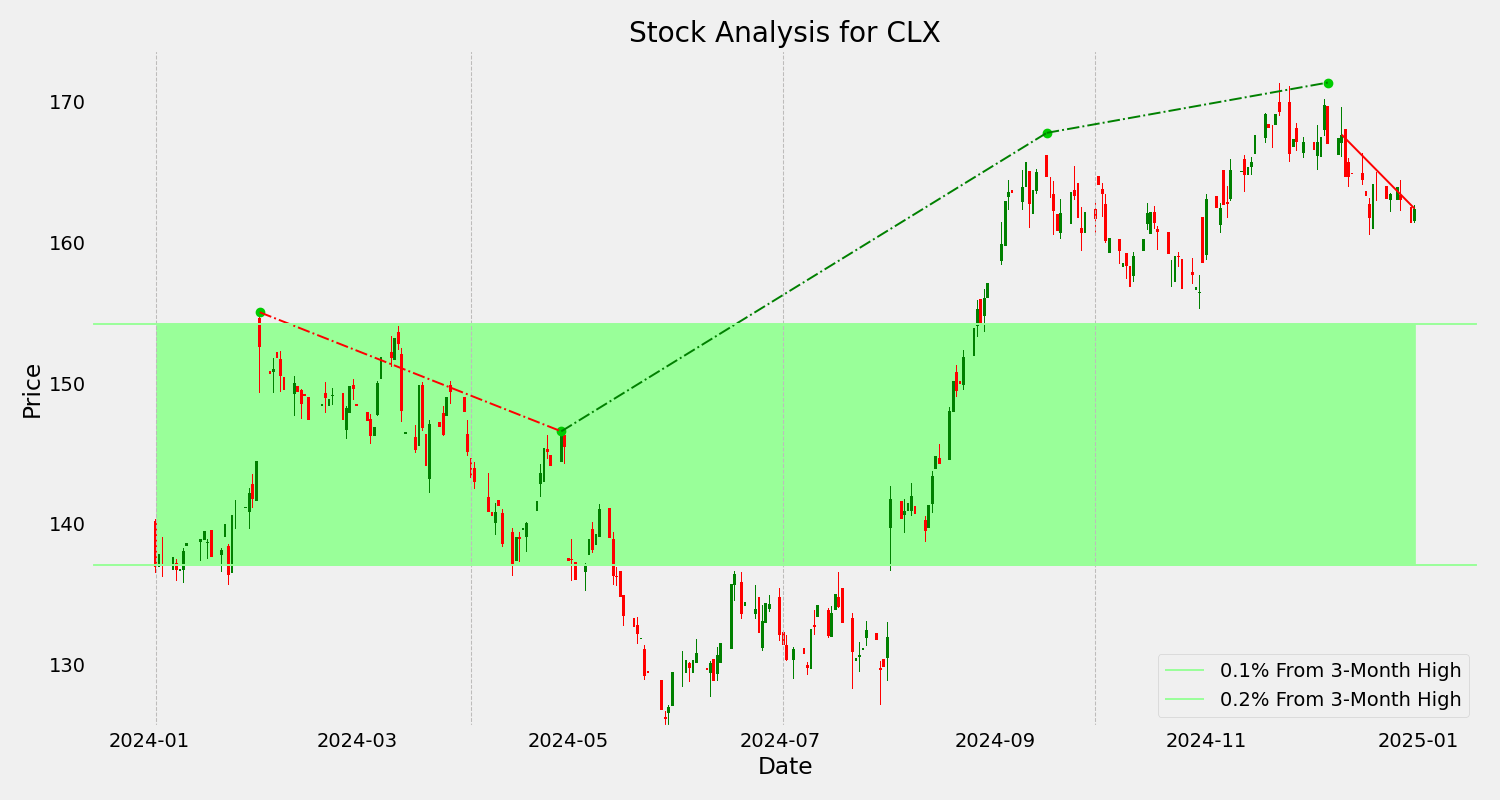 Stock Analysis for CLX
Price
170
160
150
140
130
0.1% From 3-Month High
0.2% From 3-Month High
2024-01 2024-03 2024-05 2024-07 2024-09 2024-11 2025-01
Date